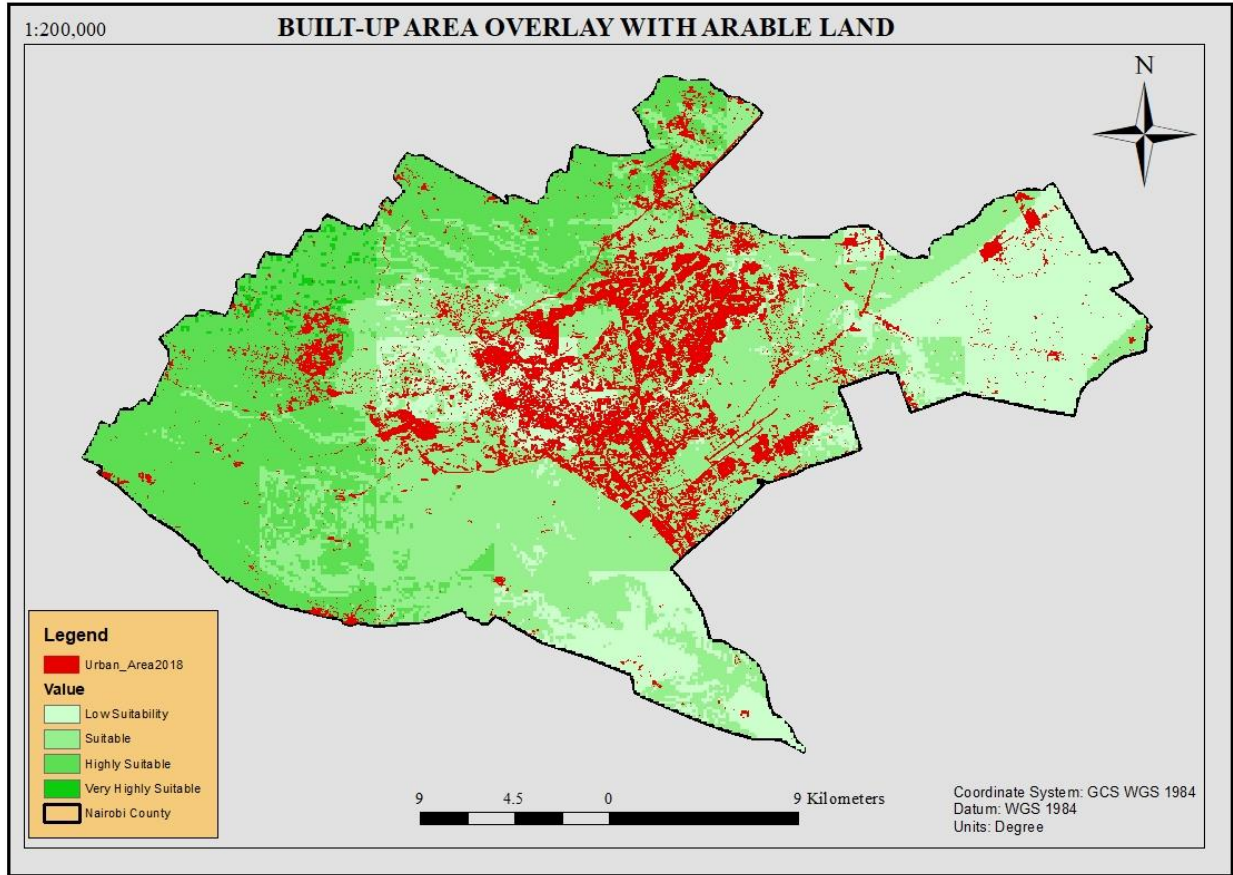 1:200,000
BUILT-UP AREA OVERLAY WITH ARABLE LAND
N
Legend
Urban_Area2018
Value
Low Suitability
Suitable
Highly Suitable
Very Highly Suitable
Nairobi County
9 4.5 0 9 Kilometers
Coordinate System: GCS WGS 1984
Datum: WGS 1984
Units: Degree